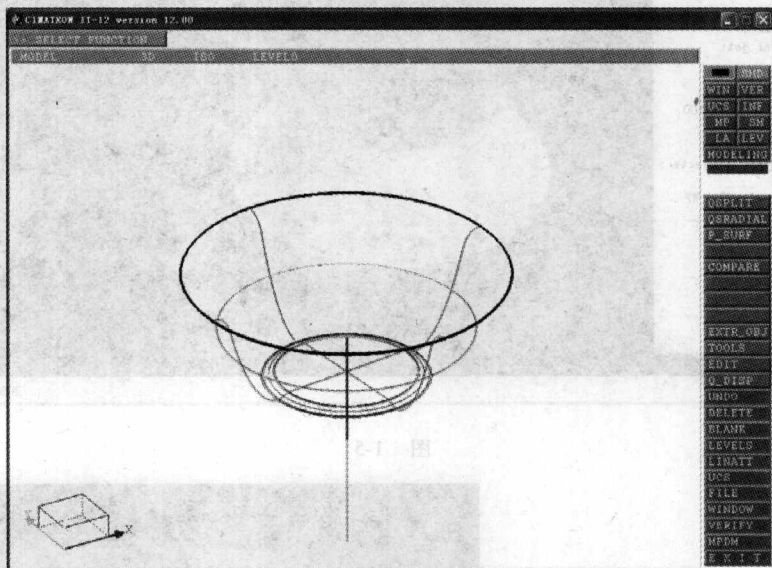 CIMATRON IT-12 version 12.00
>> SELECT FUNCTION
MODEL 3D ISO LEVEL0
SHD
WIN VER
UCS INF
MP SM
LA LEV
MODELING
QSPLIT
QSRADIAL
P_SURF
COMPARE
EXTR_OBJ
TOOLS
EDIT
Q_DISP
UNDO
DELETE
BLANK
LEVELS
LINATT
UCS
FILE
WINDOW
VERIFY
MPDM
E X I T
X
图 1-5